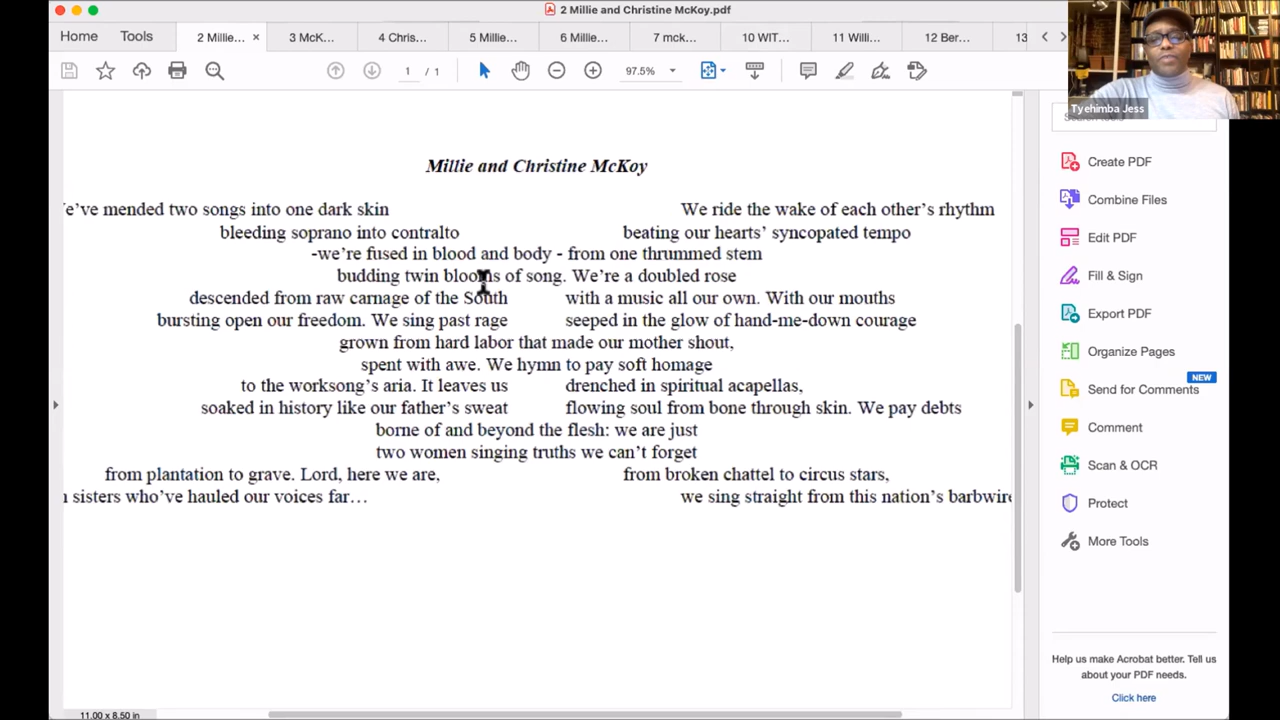 2 Millie and Christine McKoy.pdf
Home Tools 2 Millie... × 3 McK... 4 Chris... 5 Millie... 6 Millie... 7 mck... 10 WIT... 11 Willi... 12 Ber... 13
1 / 1 97.5%
Tyehimba Jess
Millie and Christine McKoy
've mended two songs into one dark skin We ride the wake of each other's rhythm
bleeding soprano into contralto beating our hearts' syncopated tempo
-we're fused in blood and body - from one thrummed stem
budding twin blooms of song. We're a doubled rose
descended from raw carnage of the South with a music all our own. With our mouths
bursting open our freedom. We sing past rage seeped in the glow of hand-me-down courage
grown from hard labor that made our mother shout,
spent with awe. We hymn to pay soft homage
to the worksong's aria. It leaves us drenched in spiritual acapellas,
soaked in history like our father's sweat flowing soul from bone through skin. We pay debts
borne of and beyond the flesh: we are just
two women singing truths we can't forget
from plantation to grave. Lord, here we are, from broken chattel to circus stars,
sisters who've hauled our voices far... we sing straight from this nation's barbwire
11.00 x 8.50 in
Create PDF
Combine Files
Edit PDF
Fill & Sign
Export PDF
Organize Pages
NEW
Send for Comments
Comment
Scan & OCR
Protect
More Tools
Help us make Acrobat better. Tell us
about your PDF needs.
Click here